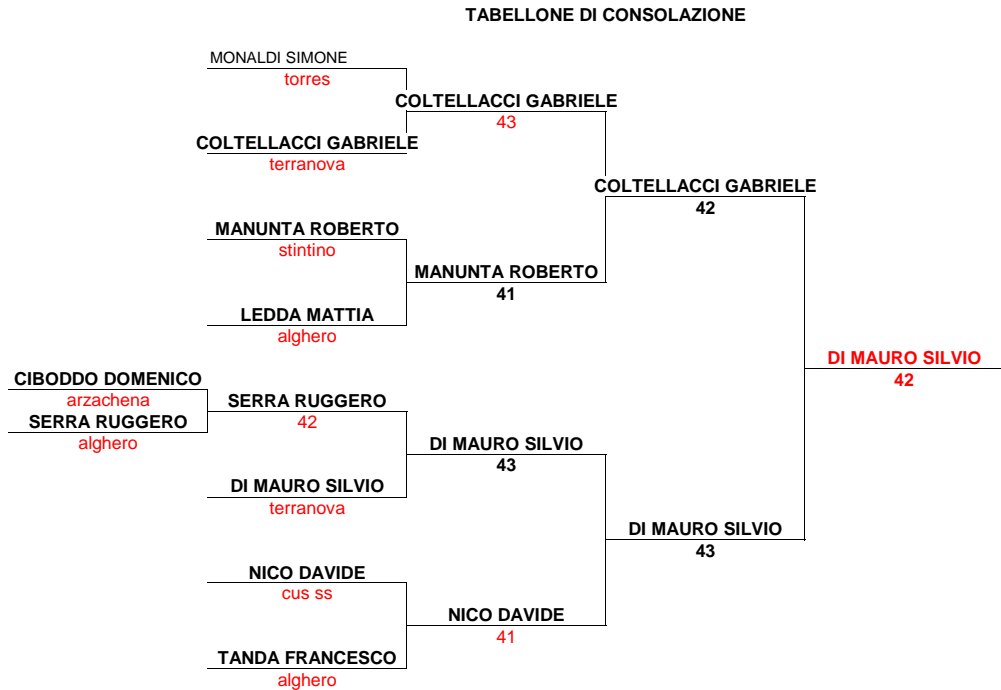 TABELLONE DI CONSOLAZIONE
MONALDI SIMONE
torres
COLTELLACCI GABRIELE
43
COLTELLACCI GABRIELE
terranova
COLTELLACCI GABRIELE
42
MANUNTA ROBERTO
stintino
MANUNTA ROBERTO
41
LEDDA MATTIA
alghero
DI MAURO SILVIO
42
CIBODDO DOMENICO
arzachena
SERRA RUGGERO
42
SERRA RUGGERO
alghero
DI MAURO SILVIO
43
DI MAURO SILVIO
terranova
DI MAURO SILVIO
43
NICO DAVIDE
cus ss
NICO DAVIDE
41
TANDA FRANCESCO
alghero